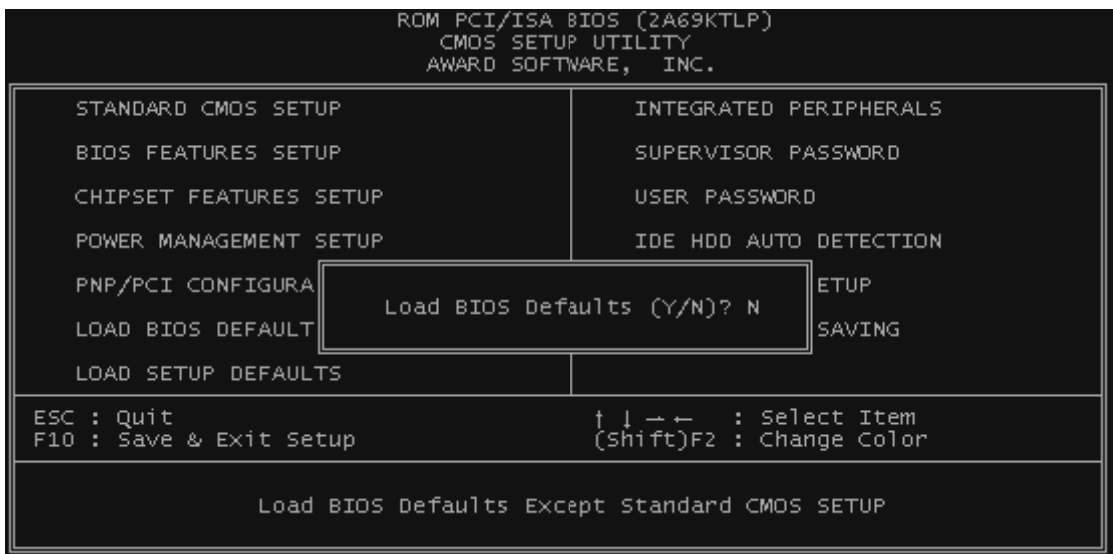 ROM PCI/ISA BIOS (2A69KTLP)
CMOS SETUP UTILITY
AWARD SOFTWARE, INC.
STANDARD CMOS SETUP
BIOS FEATURES SETUP
CHIPSET FEATURES SETUP
POWER MANAGEMENT SETUP
PNP/PCI CONFIGURA
LOAD BIOS DEFAULT
LOAD SETUP DEFAULTS
INTEGRATED PERIPHERALS
SUPERVISOR PASSWORD
USER PASSWORD
IDE HDD AUTO DETECTION
ETUP
SAVING
Load BIOS Defaults (Y/N)? N
ESC : Quit
F10 : Save & Exit Setup
↑ ↓ → ← : Select Item
(Shift)F2 : Change Color
Load BIOS Defaults Except Standard CMOS SETUP